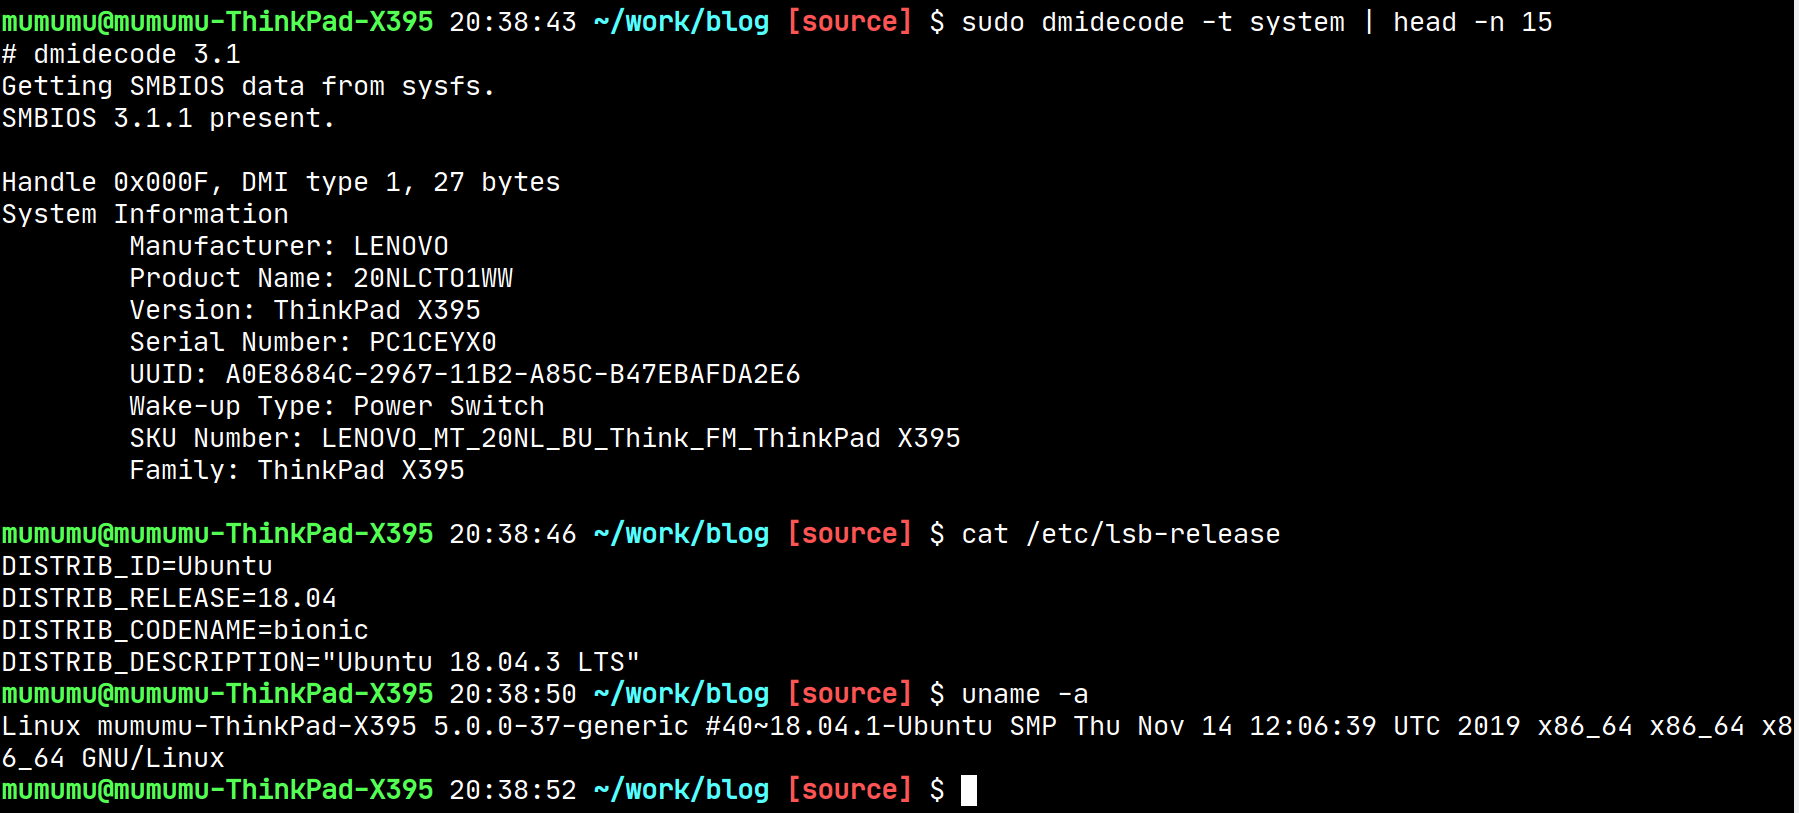 mumumu@mumumu-ThinkPad-X395 20:38:43 ~/work/blog [source] $ sudo dmidecode -t system | head -n 15
# dmidecode 3.1
Getting SMBIOS data from sysfs.
SMBIOS 3.1.1 present.

Handle 0x000F, DMI type 1, 27 bytes
System Information
        Manufacturer: LENOVO
        Product Name: 20NLCTO1WW
        Version: ThinkPad X395
        Serial Number: PC1CEYX0
        UUID: A0E8684C-2967-11B2-A85C-B47EBAFDA2E6
        Wake-up Type: Power Switch
        SKU Number: LENOVO_MT_20NL_BU_Think_FM_ThinkPad X395
        Family: ThinkPad X395

mumumu@mumumu-ThinkPad-X395 20:38:46 ~/work/blog [source] $ cat /etc/lsb-release
DISTRIB_ID=Ubuntu
DISTRIB_RELEASE=18.04
DISTRIB_CODENAME=bionic
DISTRIB_DESCRIPTION="Ubuntu 18.04.3 LTS"
mumumu@mumumu-ThinkPad-X395 20:38:50 ~/work/blog [source] $ uname -a
Linux mumumu-ThinkPad-X395 5.0.0-37-generic #40~18.04.1-Ubuntu SMP Thu Nov 14 12:06:39 UTC 2019 x86_64 x86_64 x8
6_64 GNU/Linux
mumumu@mumumu-ThinkPad-X395 20:38:52 ~/work/blog [source] $